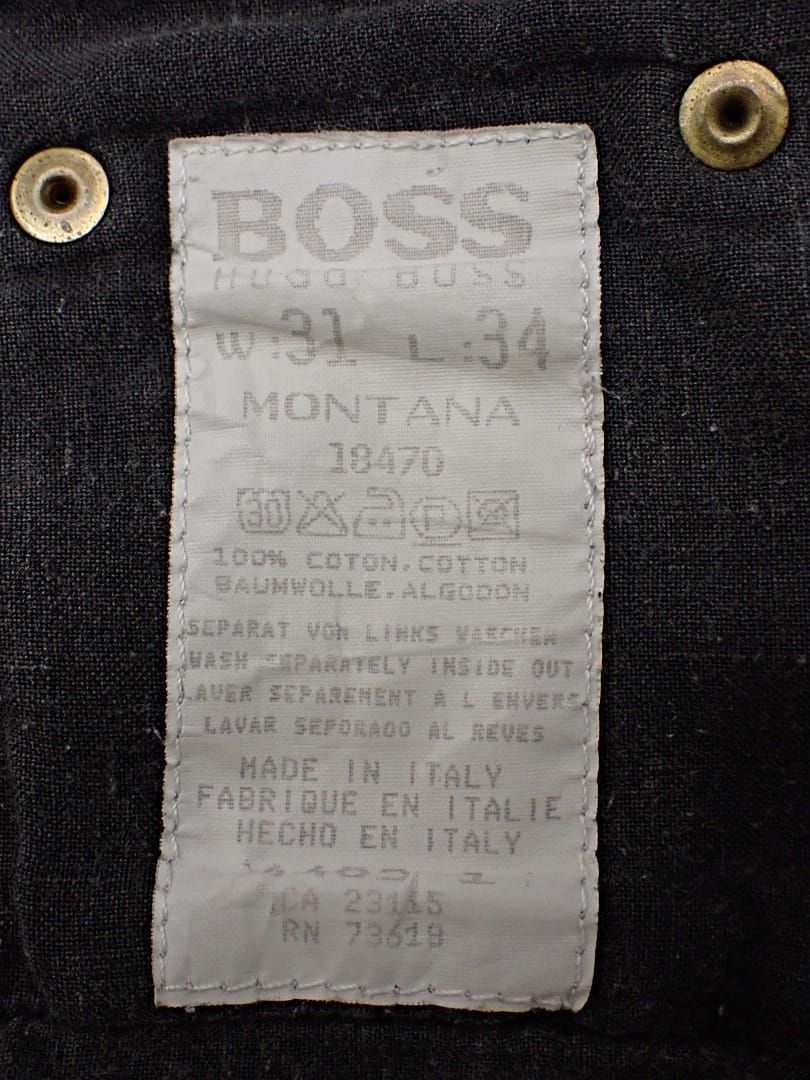 BOSS
HUGO BOSS
W:31 L:34
MONTANA
18470
30 P
100% COTON.COTTON
BAUMWOLLE.ALGODON
SEPARAT VON LINKS WASCHEN
WASH SEPARATELY INSIDE OUT
LAVER SEPAREMENT A L ENVERS
LAVAR SEPORADO AL REVES
MADE IN ITALY
FABRIQUE EN ITALIE
HECHO EN ITALY
CA 23115
RN 73619